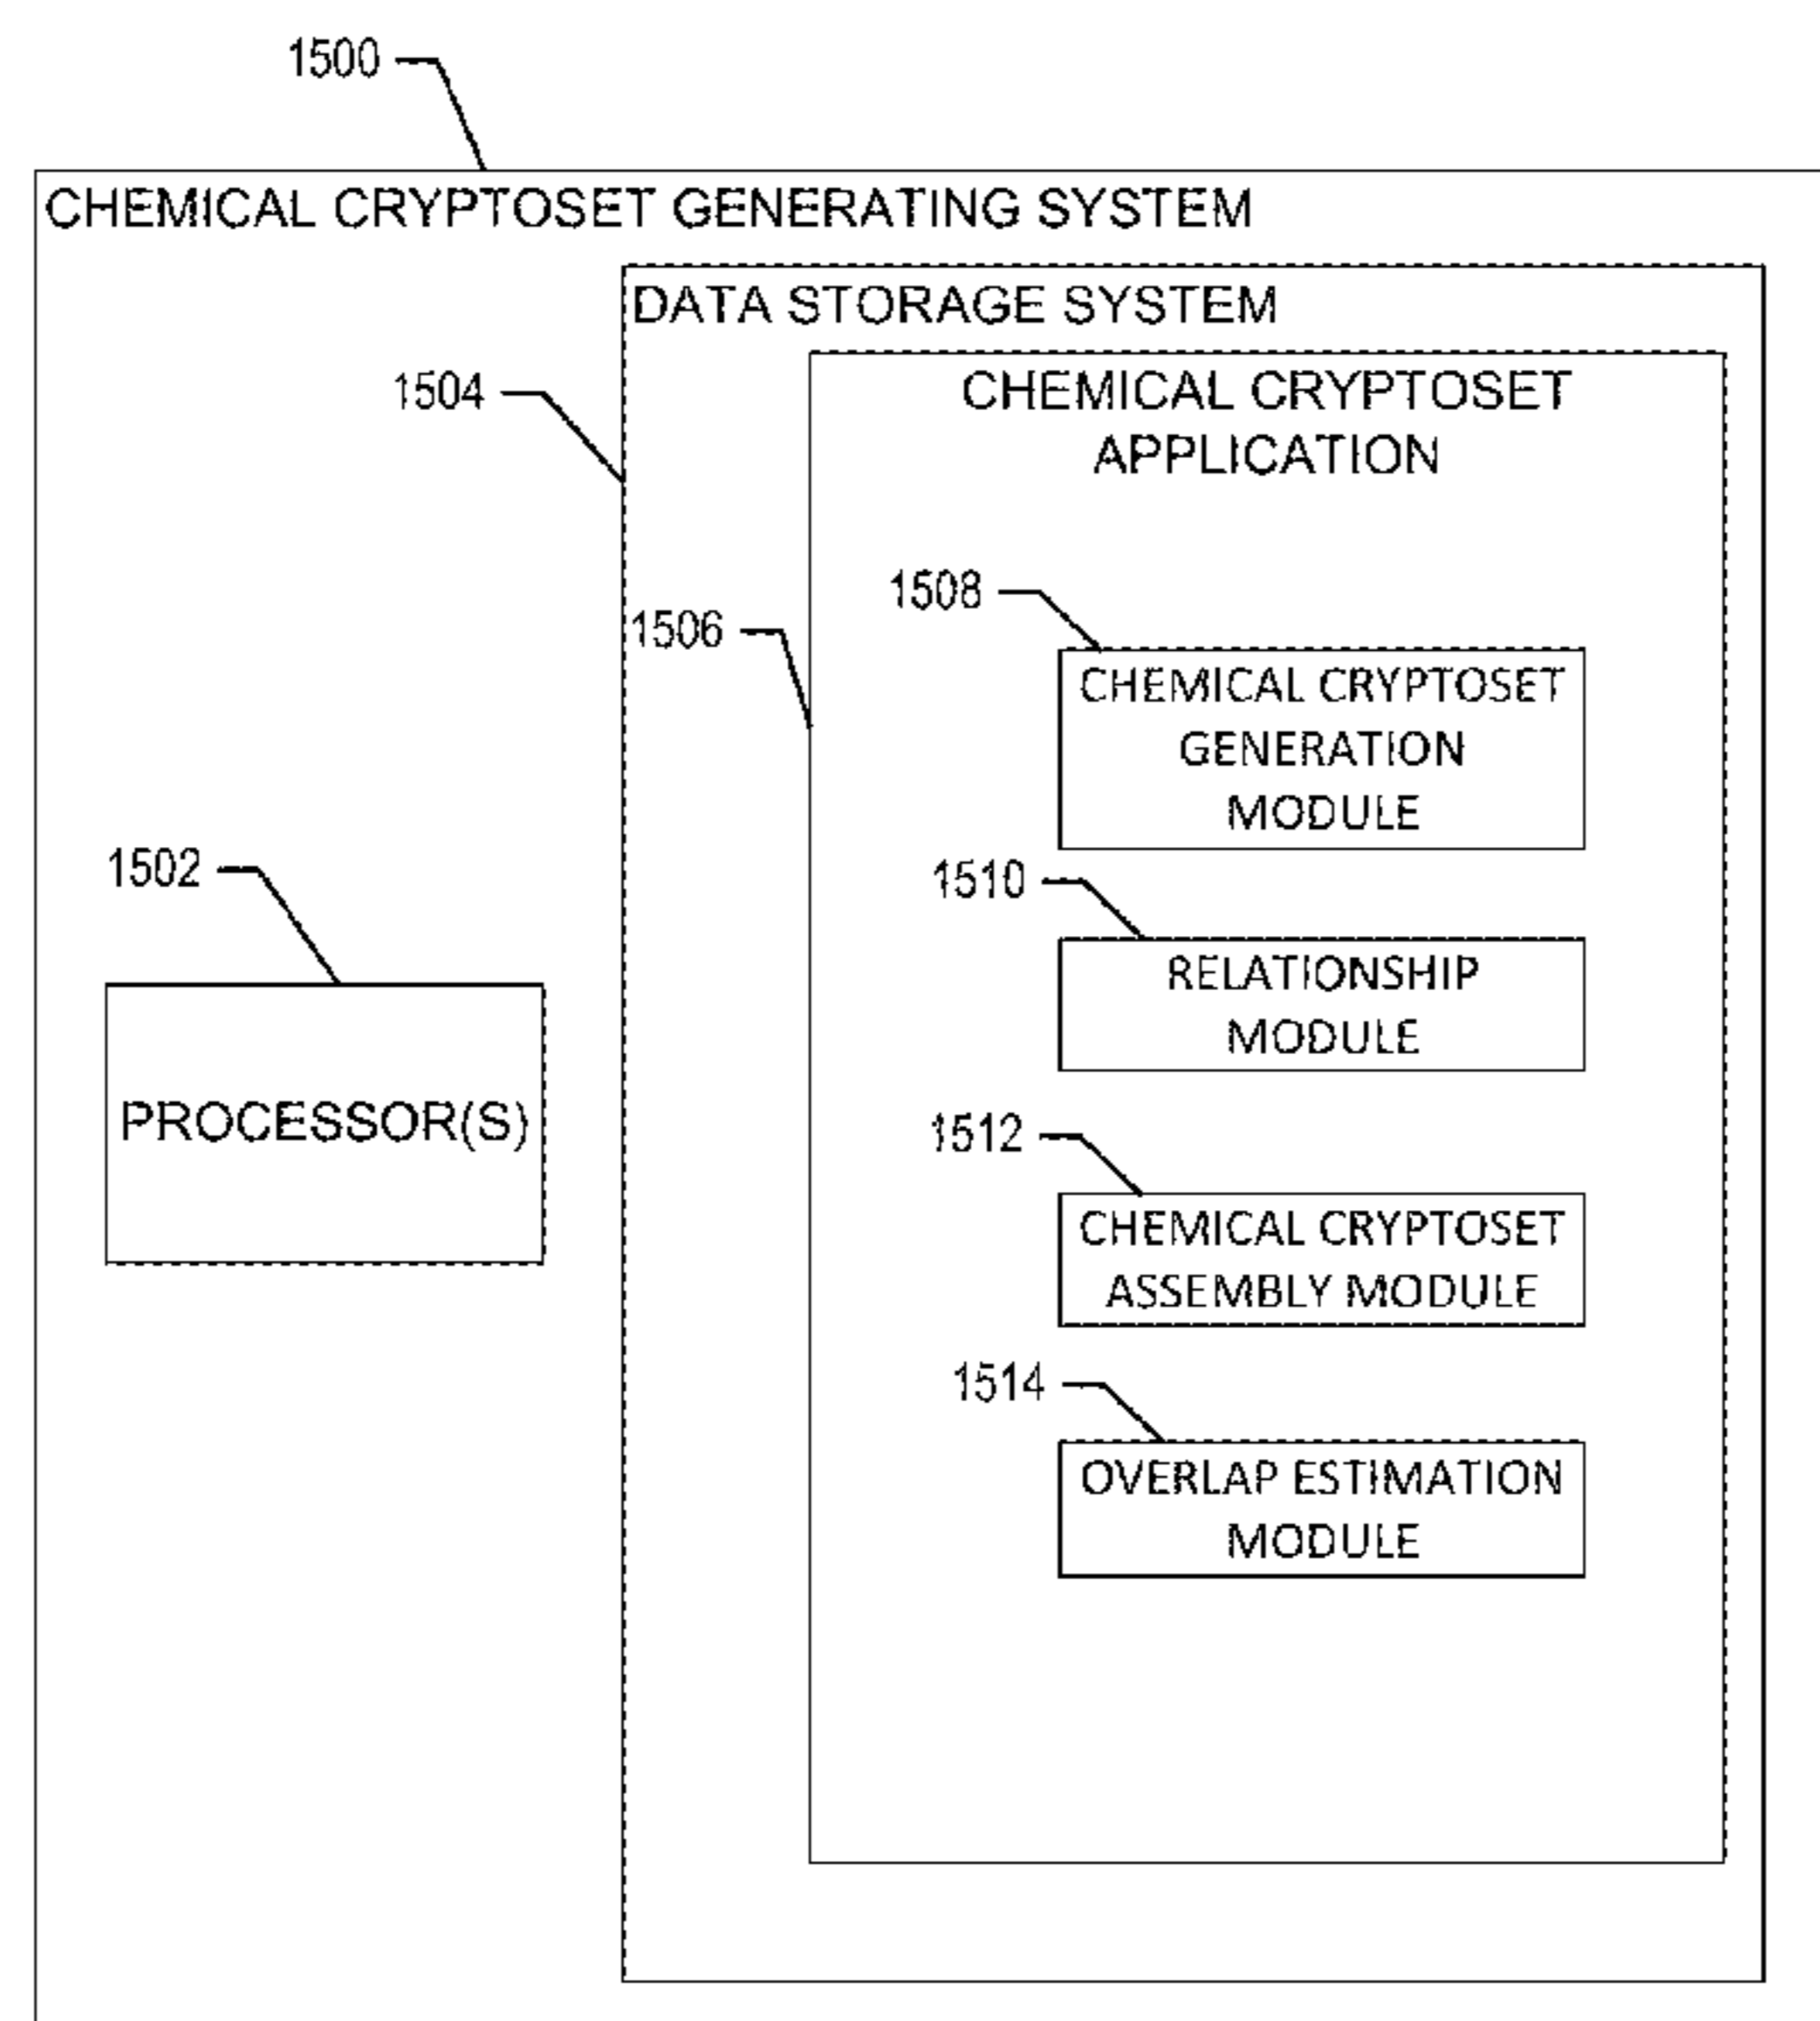 1500
CHEMICAL CRYPTOSET GENERATING SYSTEM
DATA STORAGE SYSTEM
1504
CHEMICAL CRYPTOSET
APPLICATION
1508
1506
CHEMICAL CRYPTOSET
GENERATION
MODULE
1502
1510
RELATIONSHIP
MODULE
PROCESSOR(S)
1512
CHEMICAL CRYPTOSET
ASSEMBLY MODULE
1514
OVERLAP ESTIMATION
MODULE